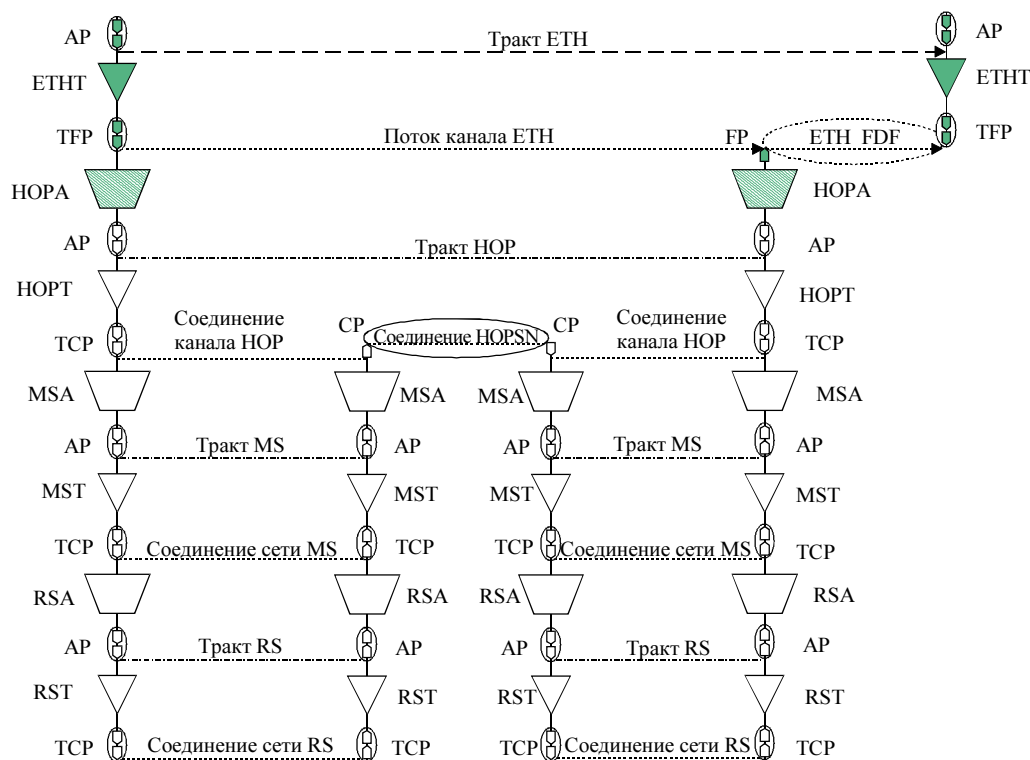 AP Тракт ETH AP
ETHT ETHT
TFP Поток канала ETH FP ETH_FDF TFP
HOPA HOPA
AP Тракт HOP AP
HOPT HOPT
Соединение Соединение
TCP канала HOP CP Соединение HOPSN CP канала HOP TCP
MSA MSA MSA MSA
AP Тракт MS AP AP Тракт MS AP
MST MST MST MST
TCP Соединение сети MS TCP TCP Соединение сети MS TCP
RSA RSA RSA RSA
AP Тракт RS AP AP Тракт RS AP
RST RST RST RST
TCP Соединение сети RS TCP TCP Соединение сети RS TCP